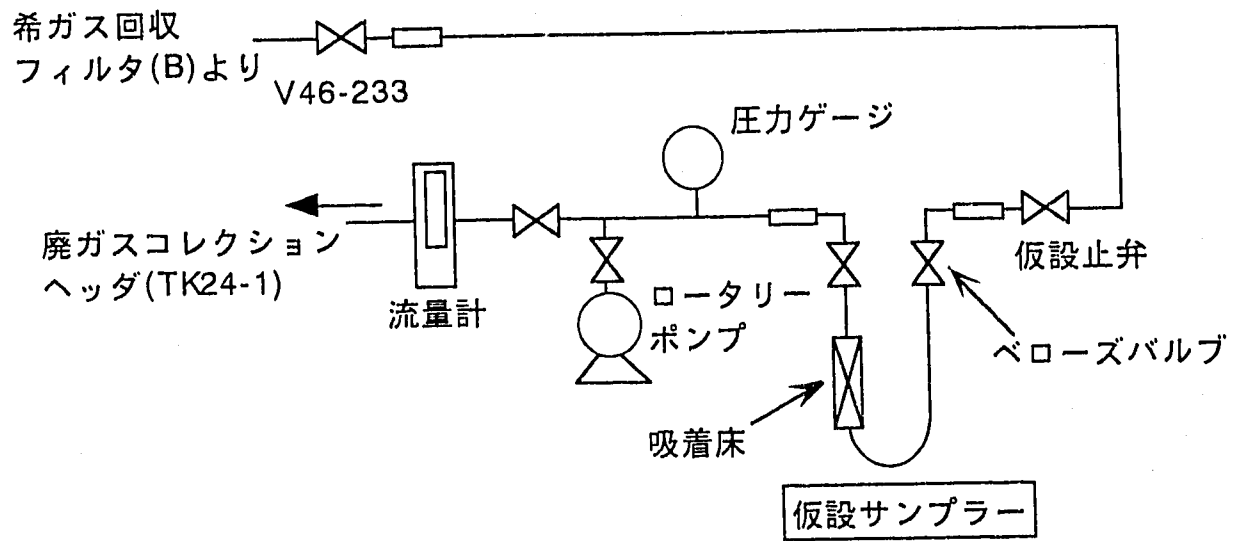 希ガス回収
フィルタ(B)より
V46-233
圧力ゲージ
廃ガスコレクション
ヘッダ(TK24-1)
流量計
ロータリー
ポンプ
仮設止弁
ベローズバルブ
吸着床
仮設サンプラー